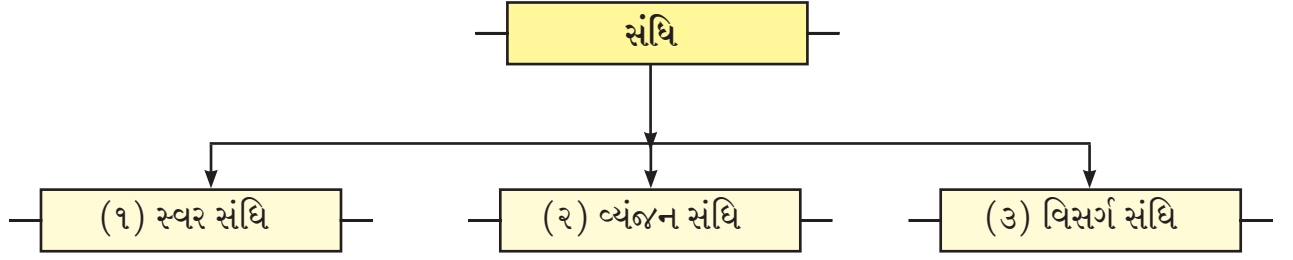 સંધિ
(૧) સ્વર સંધિ
(૨) વ્યંજન સંધિ
(૩) વિસર્ગ સંધિ